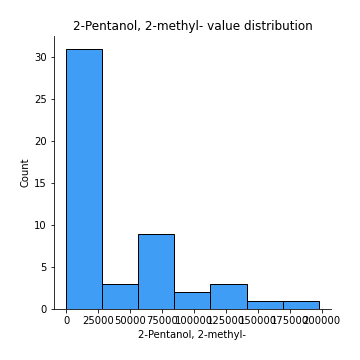 2-Pentanol, 2-methyl- value distribution
30
25
20
15
10
5
0
Count
0 25000 50000 75000 100000 125000 150000 175000 200000
2-Pentanol, 2-methyl-